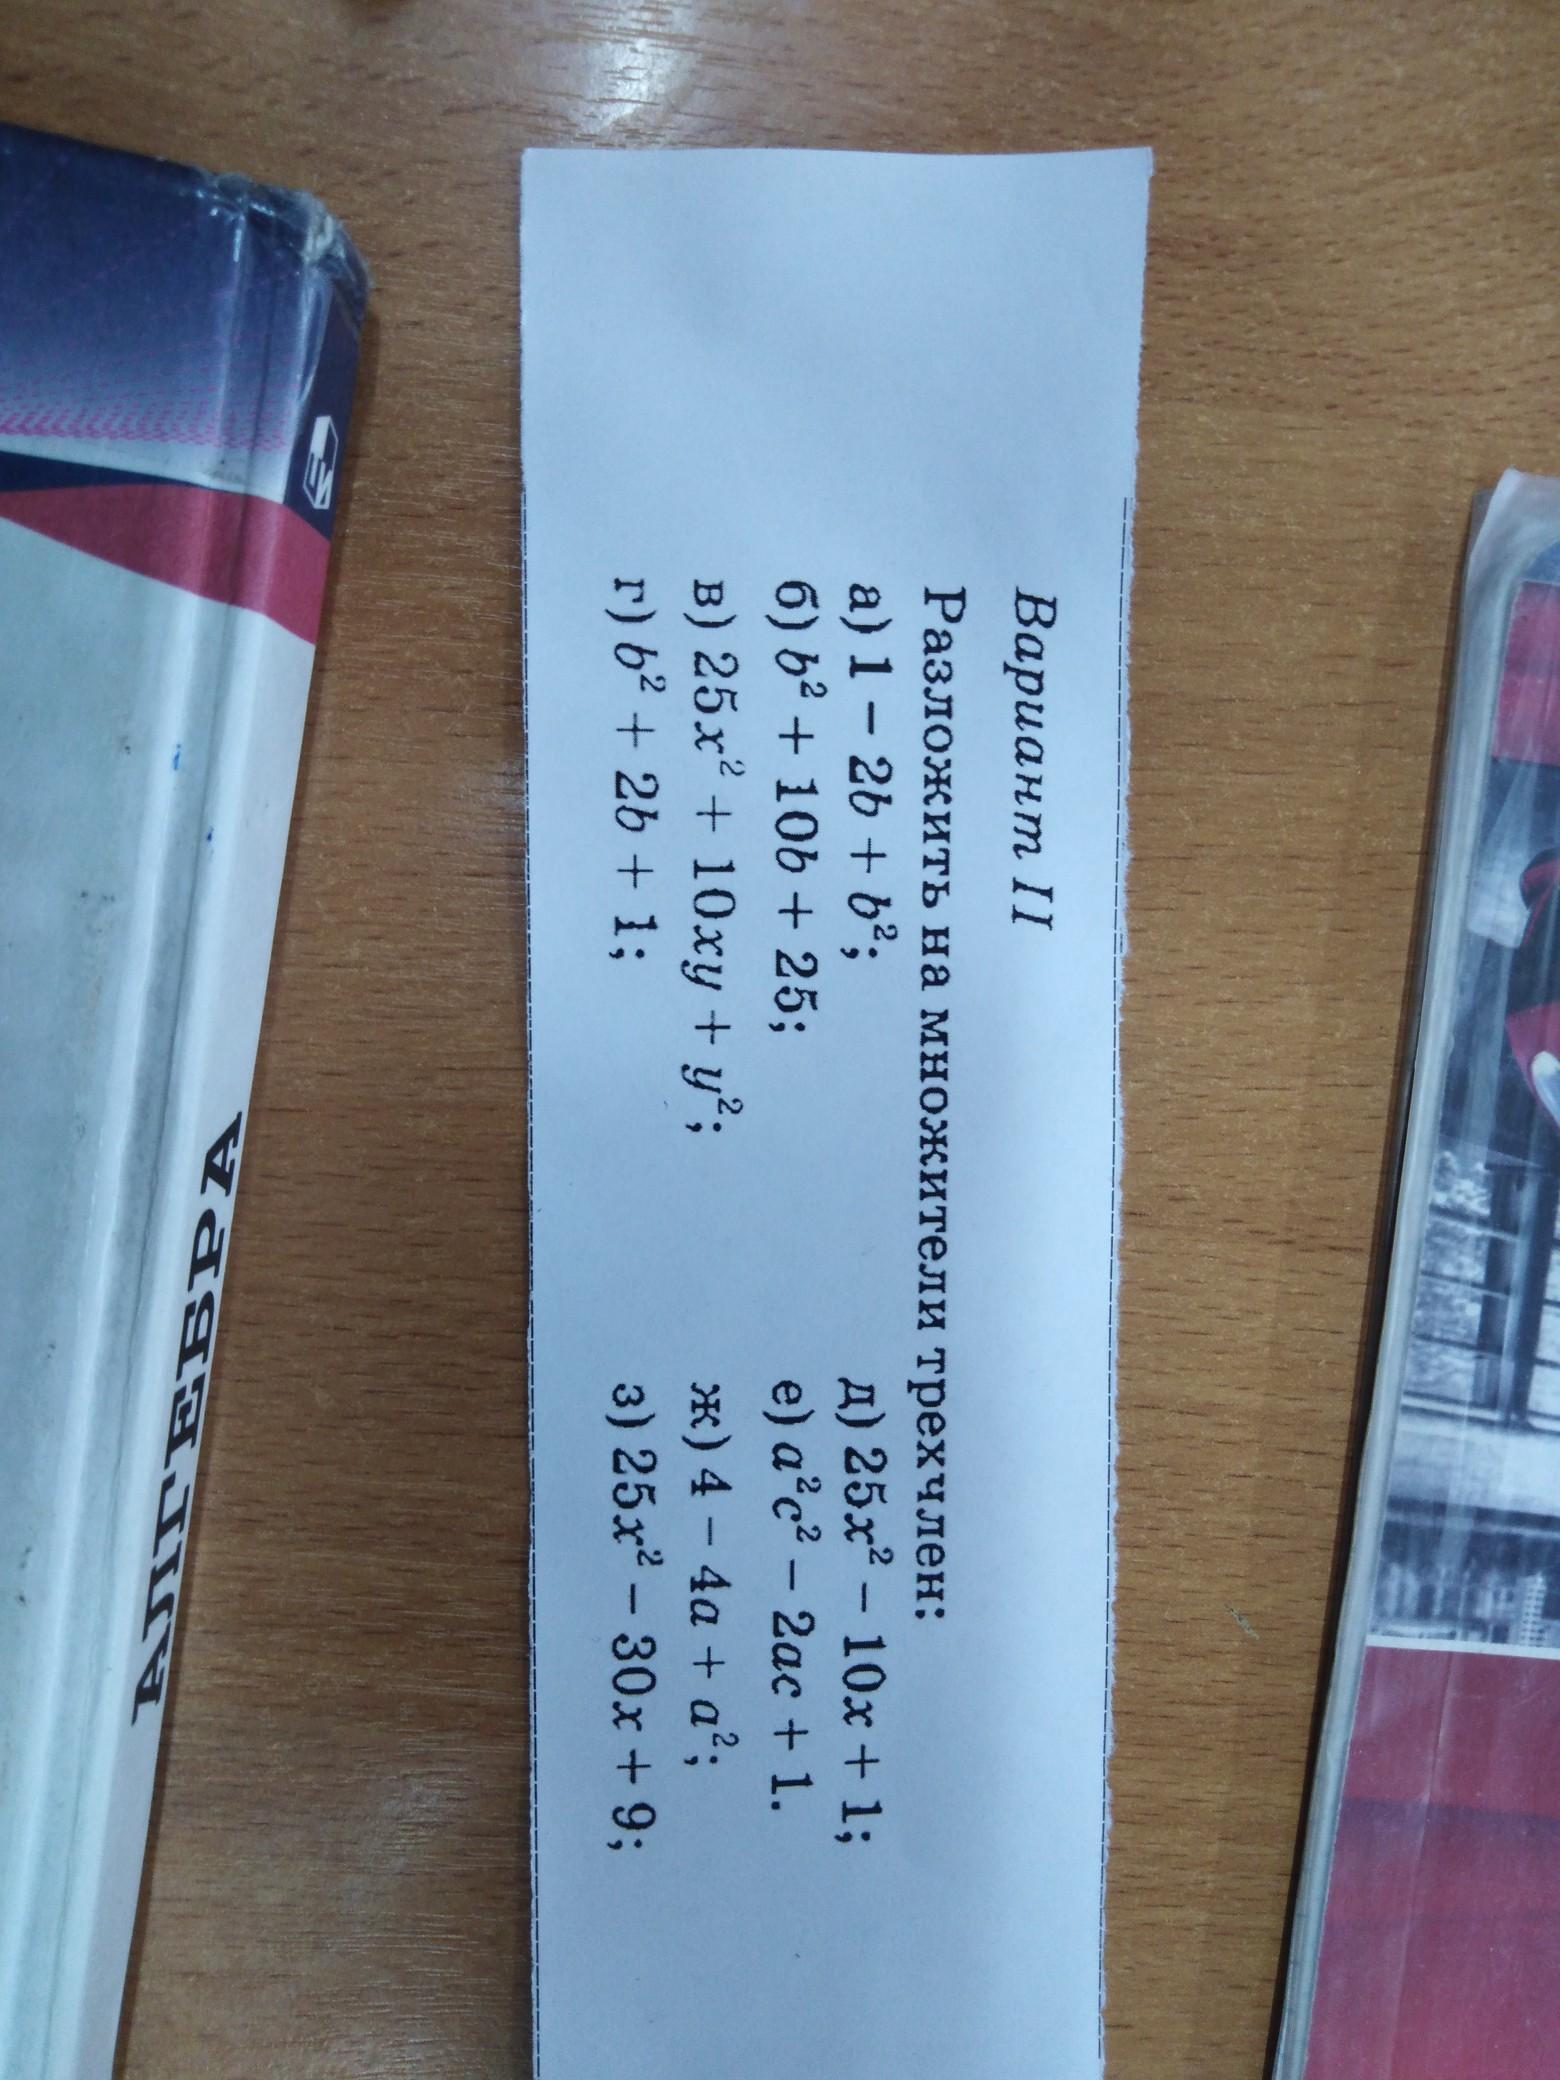 Вариант II
Разложить на множители трехчлен:
а) 1 − 2b + b²;
б) b² + 10b + 25;
в) 25x² + 10xy + y²;
г) b² + 2b + 1;
д) 25x² − 10x + 1;
е) a²c² − 2ac + 1.
ж) 4 − 4a + a²;
з) 25x² − 30x + 9;
АЛГЕБРА